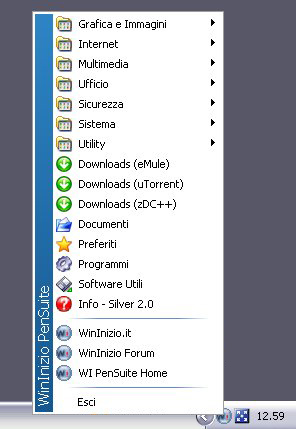 Grafica e Immagini
Internet
Multimedia
Ufficio
Sicurezza
Sistema
Utility
Downloads (eMule)
Downloads (uTorrent)
Downloads (zDC++)
Documenti
Preferiti
Programmi
Software Utili
Info - Silver 2.0
WinInizio.it
WinInizio Forum
WI PenSuite Home
Esci
WinInizio PenSuite
12.59